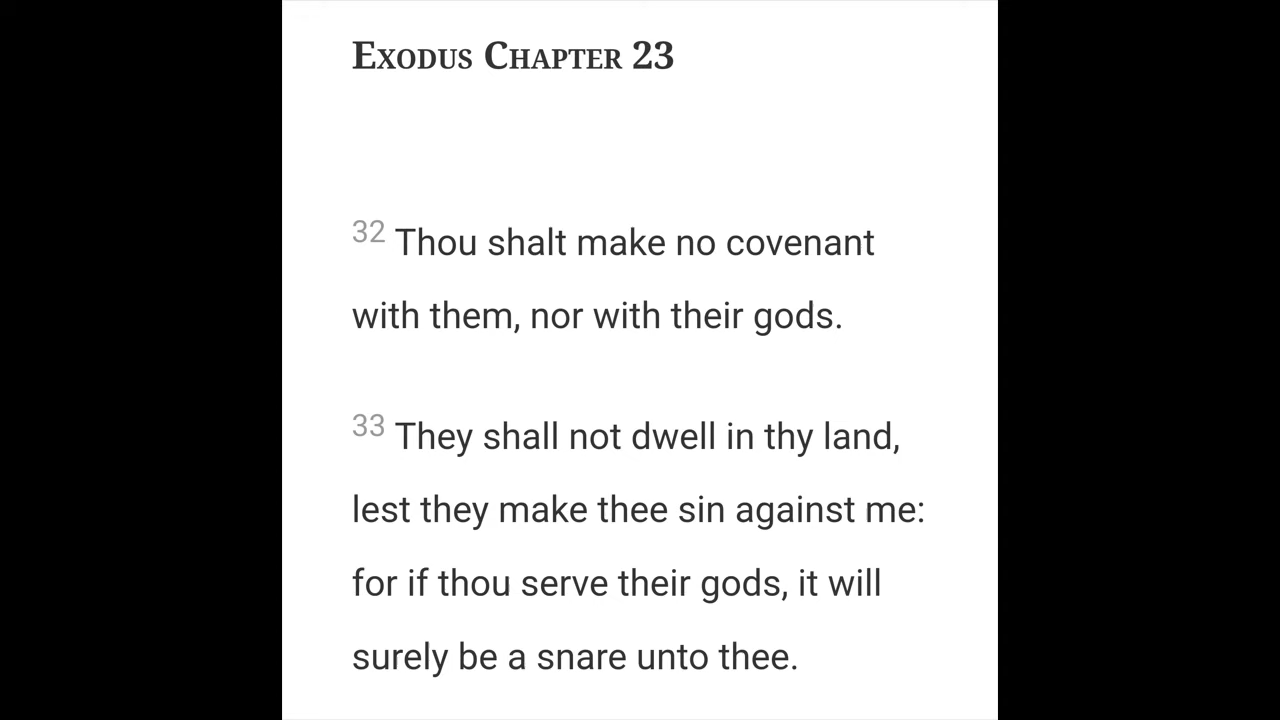 Exodus Chapter 23
32 Thou shalt make no covenant
with them, nor with their gods.
33 They shall not dwell in thy land,
lest they make thee sin against me:
for if thou serve their gods, it will
surely be a snare unto thee.